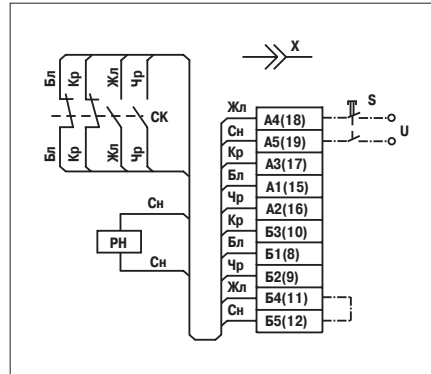 X
Бл Кр Жл Чр
СК
Бл Кр Жл Чр
Сн
РН
Сн
S
U
Жл А4(18)
Сн А5(19)
Кр А3(17)
Бл А1(15)
Чр А2(16)
Кр Б3(10)
Бл Б1(8)
Чр Б2(9)
Жл Б4(11)
Сн Б5(12)